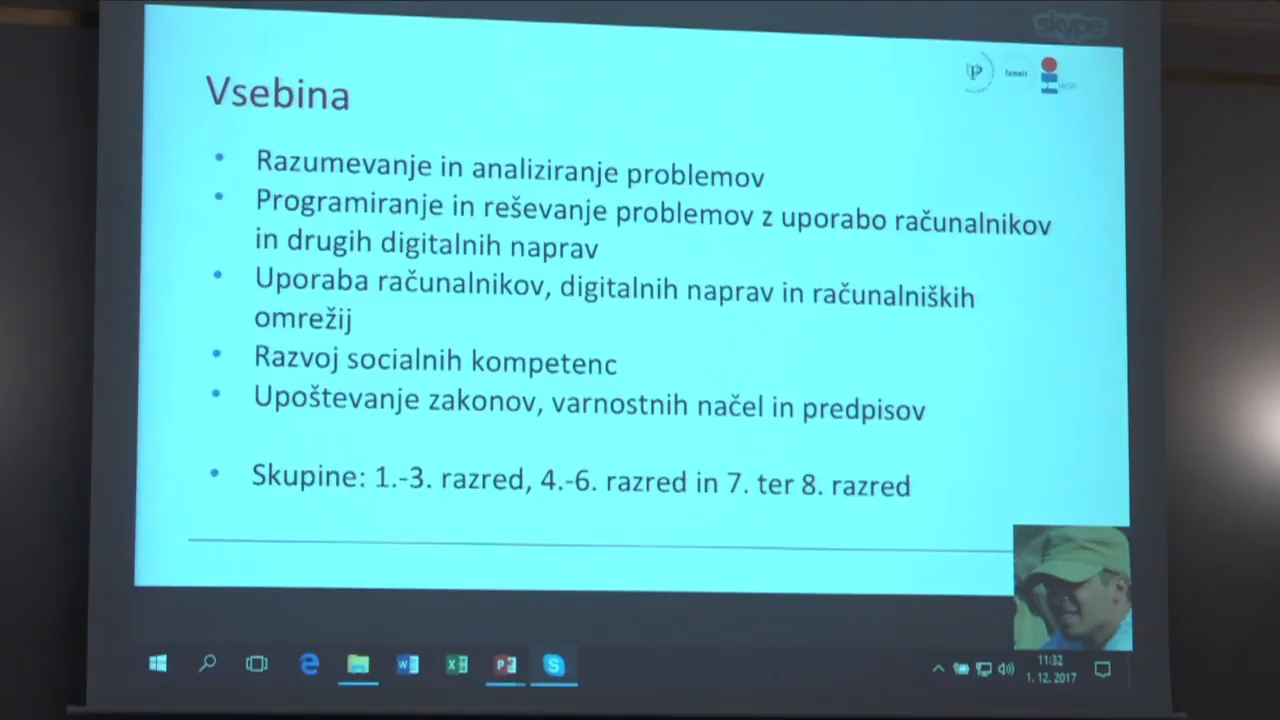 skype
Vsebina
• Razumevanje in analiziranje problemov
• Programiranje in reševanje problemov z uporabo računalnikov
in drugih digitalnih naprav
• Uporaba računalnikov, digitalnih naprav in računalniških
omrežij
• Razvoj socialnih kompetenc
• Upoštevanje zakonov, varnostnih načel in predpisov
• Skupine: 1.-3. razred, 4.-6. razred in 7. ter 8. razred
11:32
1. 12. 2017